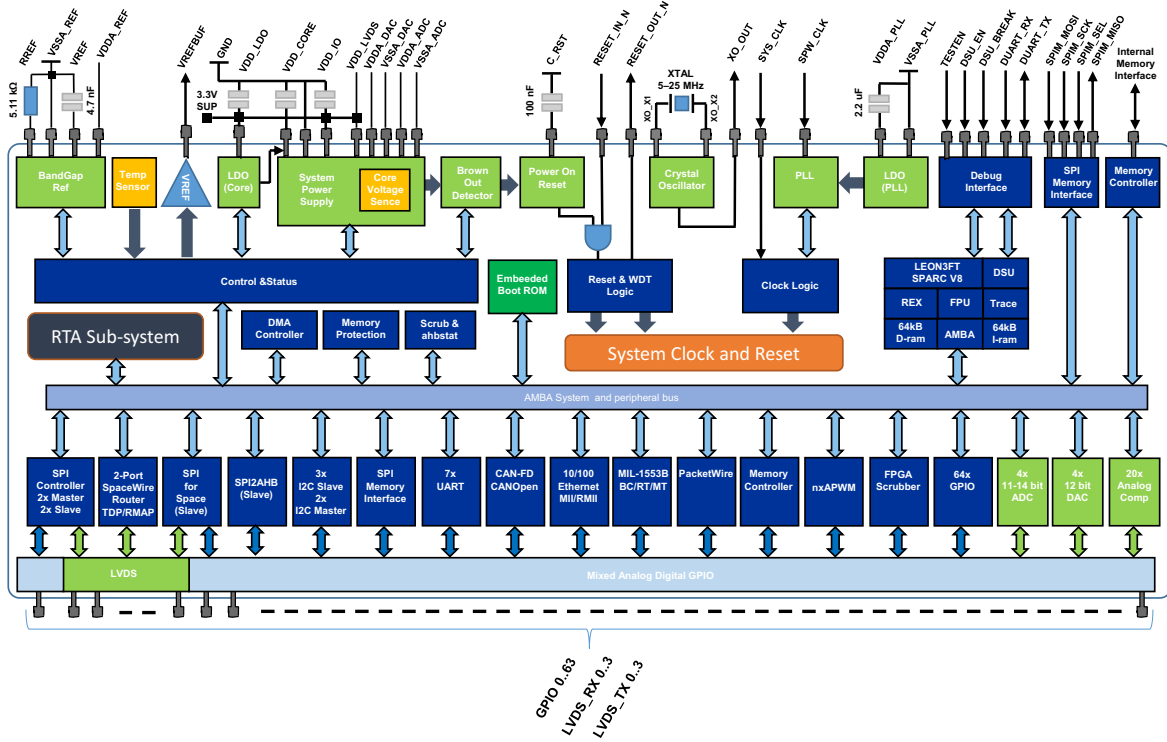 RREF
VSSA_REF
VREF
VDDA_REF
VREFBUF
GND
VDD_LDO
VDD_CORE
VDD_IO
VDD_LVDS
VDDA_DAC
VSSA_DAC
VDDA_ADC
VSSA_ADC
C_RST
RESET_IN_N
RESET_OUT_N
XO_OUT
SYS_CLK
SPW_CLK
VDDA_PLL
VSSA_PLL
TESTEN
DSU_EN
DSU_BREAK
DUART_RX
DUART_TX
SPIM_MOSI
SPIM_SCK
SPIM_SEL
SPIM_MISO
Internal
Memory
Interface
5.11 kΩ
4.7 nF
3.3V
SUP
100 nF
XTAL
5–25 MHz
XO_X1
XO_X2
2.2 uF
BandGap
Ref
Temp
Sensor
VREF
LDO
(Core)
System
Power
Supply
Core
Voltage
Sence
Brown
Out
Detector
Power On
Reset
Crystal
Oscillator
PLL
LDO
(PLL)
Debug
Interface
SPI
Memory
Interface
Memory
Controller
Control &Status
Embeeded
Boot ROM
Reset & WDT
Logic
Clock Logic
LEON3FT
SPARC V8
DSU
REX
FPU
Trace
64kB
D-ram
AMBA
64kB
I-ram
RTA Sub-system
DMA
Controller
Memory
Protection
Scrub &
ahbstat
System Clock and Reset
AMBA System and peripheral bus
SPI
Controller
2x Master
2x Slave
2-Port
SpaceWire
Router
TDP/RMAP
SPI
for
Space
(Slave)
SPI2AHB
(Slave)
3x
I2C Slave
2x
I2C Master
SPI
Memory
Interface
7x
UART
CAN-FD
CANOpen
10/100
Ethernet
MII/RMII
MIL-1553B
BC/RT/MT
PacketWire
Memory
Controller
nxAPWM
FPGA
Scrubber
64x
GPIO
4x
11-14 bit
ADC
4x
12 bit
DAC
20x
Analog
Comp
LVDS
Mixed Analog Digital GPIO
GPIO 0..63
LVDS_RX 0..3
LVDS_TX 0..3